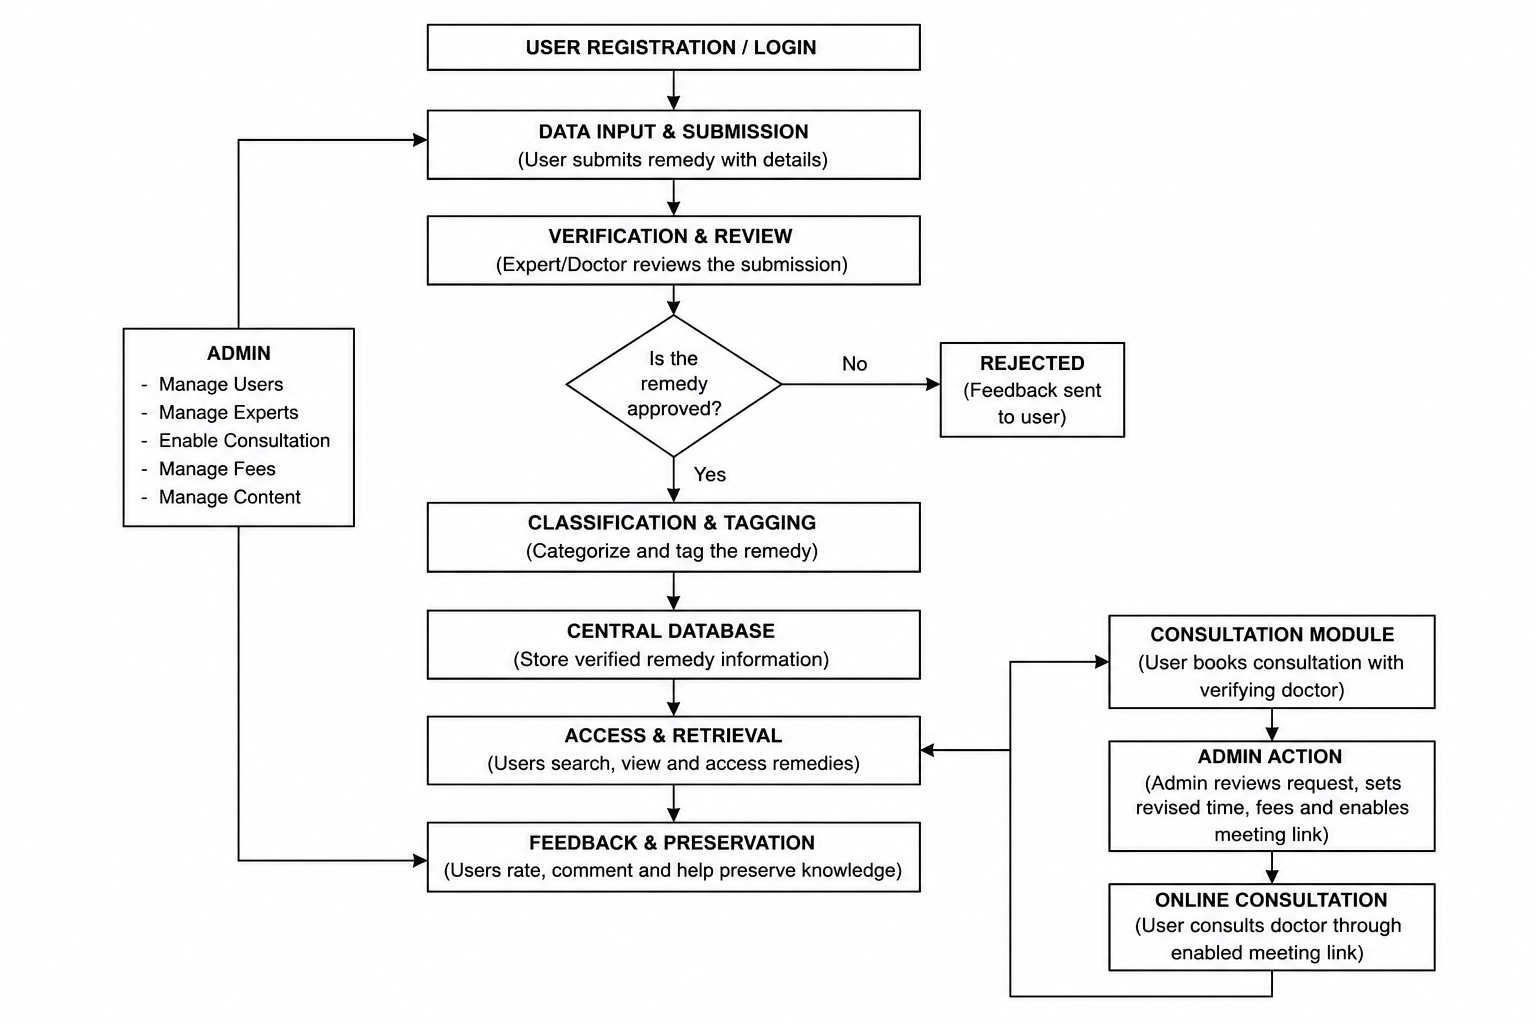 USER REGISTRATION / LOGIN
DATA INPUT & SUBMISSION
(User submits remedy with details)
VERIFICATION & REVIEW
(Expert/Doctor reviews the submission)
Is the
remedy
approved?
No
REJECTED
(Feedback sent
to user)
Yes
ADMIN
- Manage Users
- Manage Experts
- Enable Consultation
- Manage Fees
- Manage Content
CLASSIFICATION & TAGGING
(Categorize and tag the remedy)
CENTRAL DATABASE
(Store verified remedy information)
ACCESS & RETRIEVAL
(Users search, view and access remedies)
FEEDBACK & PRESERVATION
(Users rate, comment and help preserve knowledge)
CONSULTATION MODULE
(User books consultation with
verifying doctor)
ADMIN ACTION
(Admin reviews request, sets
revised time, fees and enables
meeting link)
ONLINE CONSULTATION
(User consults doctor through
enabled meeting link)